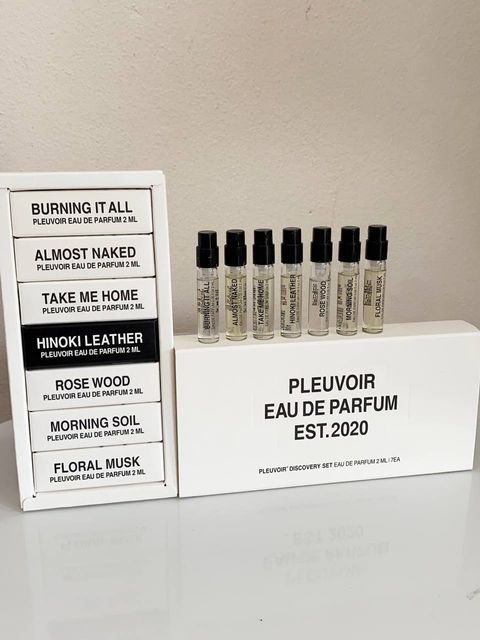 BURNING IT ALL
PLEUVOIR EAU DE PARFUM 2 ML
ALMOST NAKED
PLEUVOIR EAU DE PARFUM 2 ML
TAKE ME HOME
PLEUVOIR EAU DE PARFUM 2 ML
HINOKI LEATHER
PLEUVOIR EAU DE PARFUM 2 ML
ROSE WOOD
PLEUVOIR EAU DE PARFUM 2 ML
MORNING SOIL
PLEUVOIR EAU DE PARFUM 2 ML
FLORAL MUSK
PLEUVOIR EAU DE PARFUM 2 ML
BURNING IT ALL
ALMOST NAKED
TAKE ME HOME
HINOKI LEATHER
ROSE WOOD
MORNING SOIL
FLORAL MUSK
PLEUVOIR
EAU DE PARFUM
EST.2020
PLEUVOIR' DISCOVERY SET EAU DE PARFUM 2 ML | 7EA